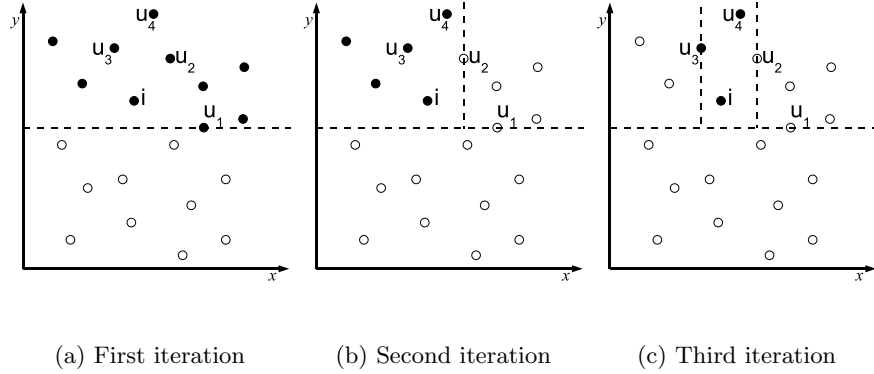 y
u4
u3
u2
i
u1
x
y
u4
u3
u2
i
u1
x
y
u4
u3
u2
i
u1
x
(a) First iteration
(b) Second iteration
(c) Third iteration